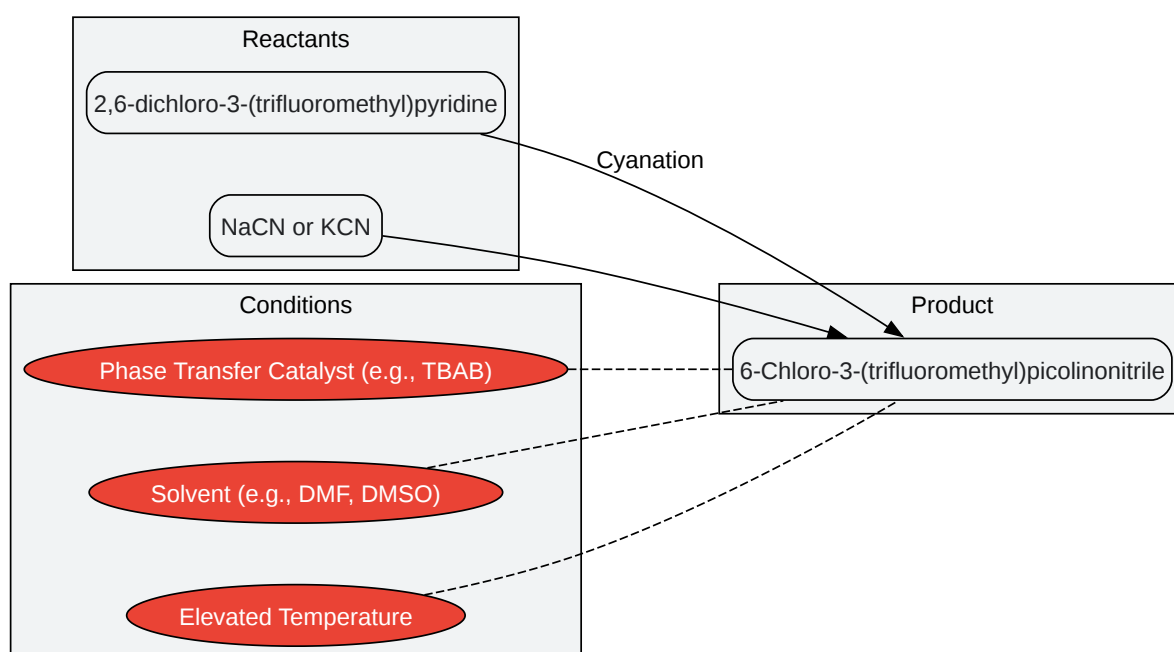 Reactants
2,6-dichloro-3-(trifluoromethyl)pyridine
Cyanation
NaCN or KCN
Conditions
Product
Phase Transfer Catalyst (e.g., TBAB)
6-Chloro-3-(trifluoromethyl)picolinonitrile
Solvent (e.g., DMF, DMSO)
Elevated Temperature